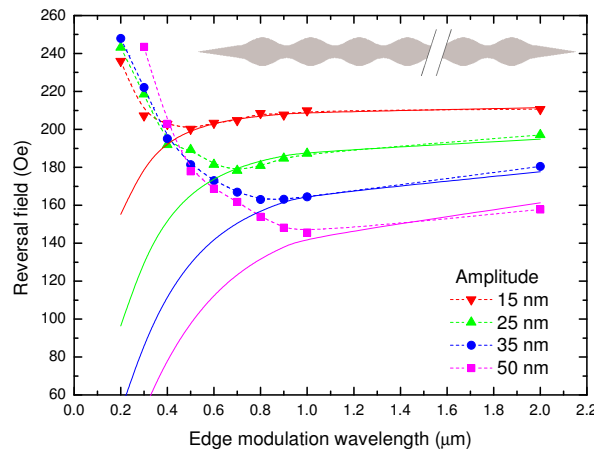 260
240
220
200
180
160
140
120
100
80
60
Reversal field (Oe)
Amplitude
15 nm
25 nm
35 nm
50 nm
0.0 0.2 0.4 0.6 0.8 1.0 1.2 1.4 1.6 1.8 2.0 2.2
Edge modulation wavelength (μm)